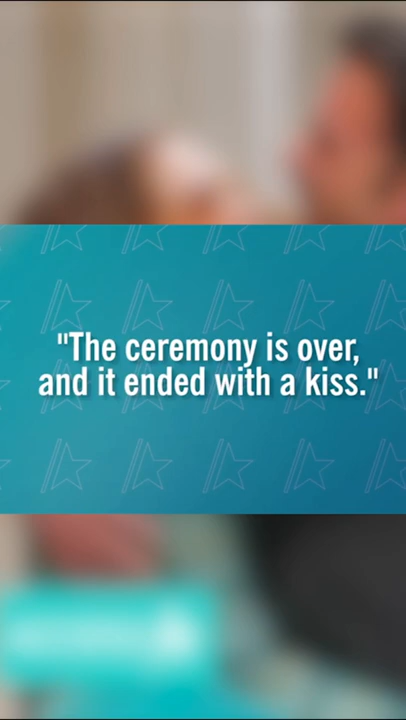 "The ceremony is over,
and it ended with a kiss."